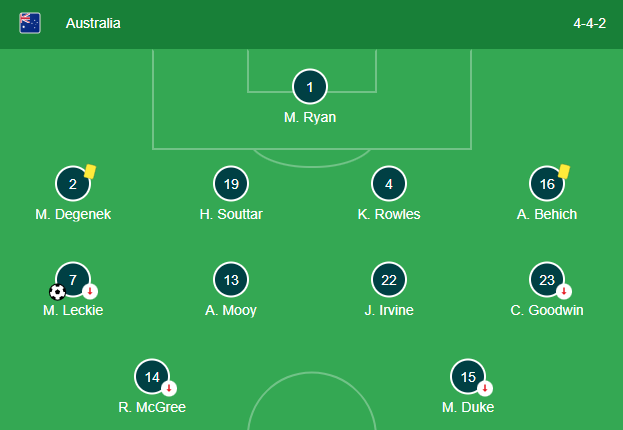 Australia 4-4-2
1
M. Ryan
2 19 4 16
M. Degenek H. Souttar K. Rowles A. Behich
7 13 22 23
M. Leckie A. Mooy J. Irvine C. Goodwin
14 15
R. McGree M. Duke